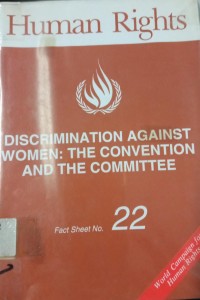 Human Rights
DISCRIMINATION AGAINST
WOMEN: THE CONVENTION
AND THE COMMITTEE
Fact Sheet No. 22
World Campaign for
Human Rights